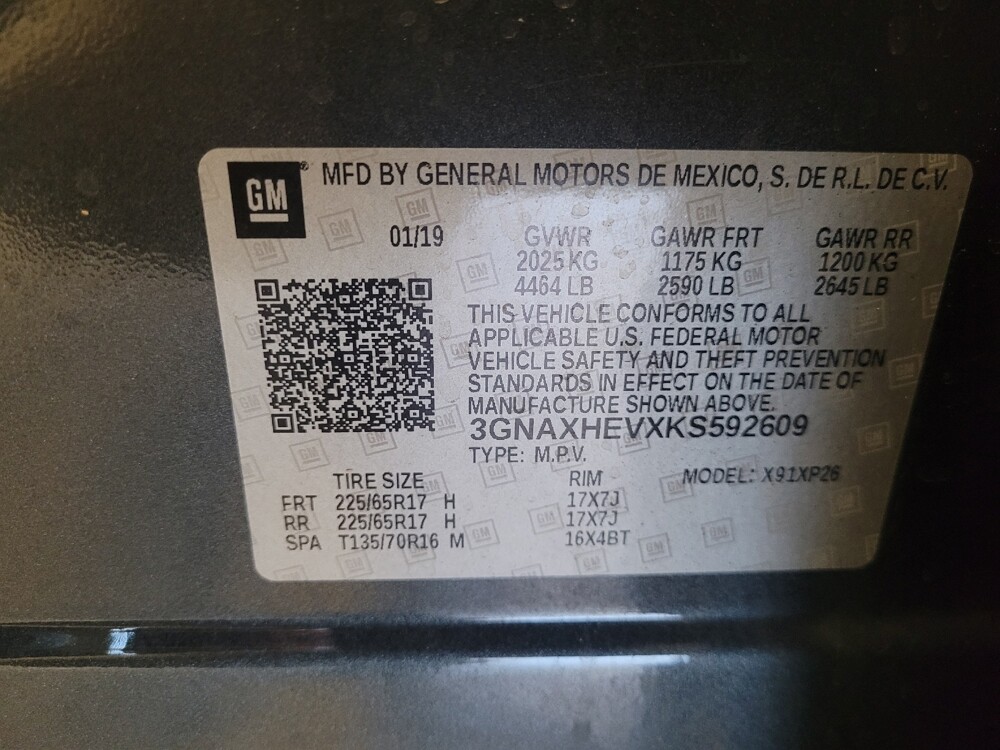 GM ® MFD BY GENERAL MOTORS DE MEXICO, S. DE R.L. DE C.V.
01/19 GVWR GAWR FRT GAWR RR
2025 KG 1175 KG 1200 KG
4464 LB 2590 LB 2645 LB
THIS VEHICLE CONFORMS TO ALL
APPLICABLE U.S. FEDERAL MOTOR
VEHICLE SAFETY AND THEFT PREVENTION
STANDARDS IN EFFECT ON THE DATE OF
MANUFACTURE SHOWN ABOVE.
3GNAXHEVXKS592609
TYPE: M.P.V.
TIRE SIZE RIM MODEL: X91XP26
FRT 225/65R17 H 17X7J
RR 225/65R17 H 17X7J
SPA T135/70R16 M 16X4BT